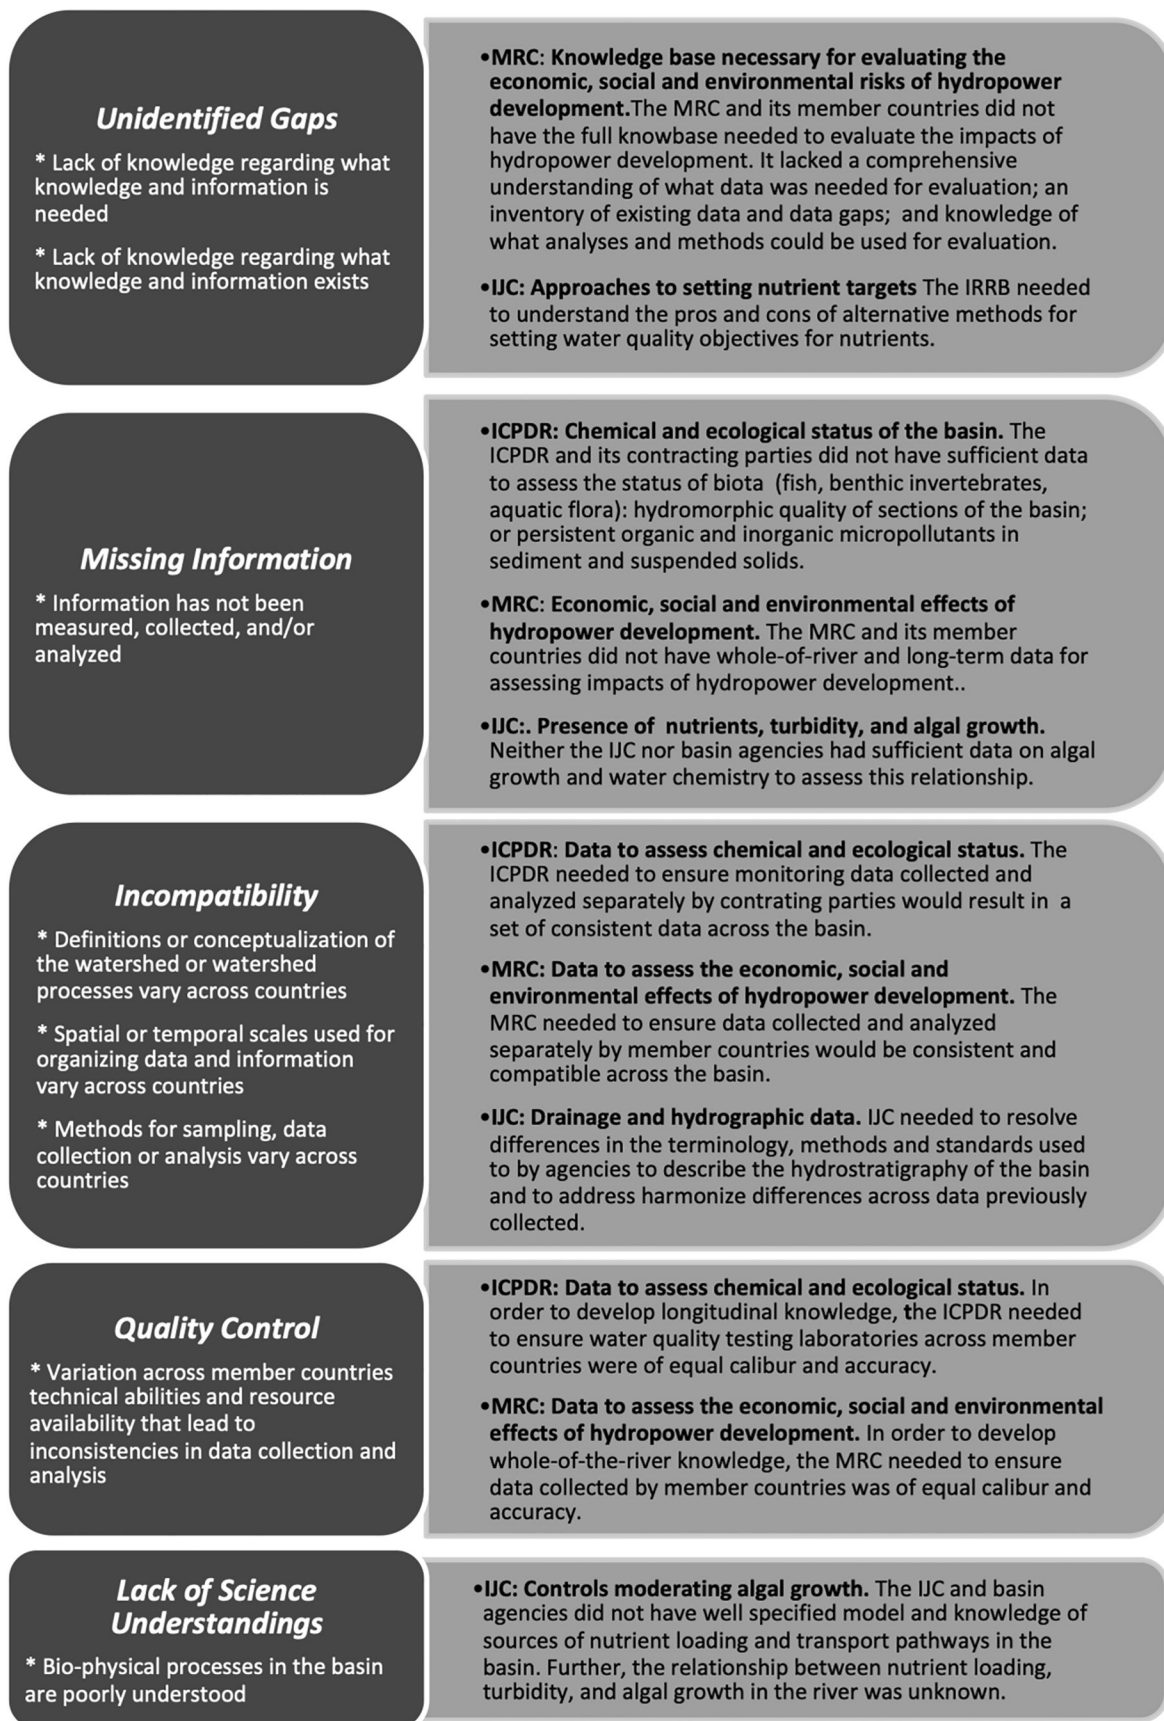 Unidentified Gaps
* Lack of knowledge regarding what
knowledge and information is
needed
* Lack of knowledge regarding what
knowledge and information exists
•MRC: Knowledge base necessary for evaluating the
economic, social and environmental risks of hydropower
development.The MRC and its member countries did not
have the full knowbase needed to evaluate the impacts of
hydropower development. It lacked a comprehensive
understanding of what data was needed for evaluation; an
inventory of existing data and data gaps;  and knowledge of
what analyses and methods could be used for evaluation.
•IJC: Approaches to setting nutrient targets The IRRB needed
to understand the pros and cons of alternative methods for
setting water quality objectives for nutrients.
Missing Information
* Information has not been
measured, collected, and/or
analyzed
•ICPDR: Chemical and ecological status of the basin. The
ICPDR and its contracting parties did not have sufficient data
to assess the status of biota  (fish, benthic invertebrates,
aquatic flora): hydromorphic quality of sections of the basin;
or persistent organic and inorganic micropollutants in
sediment and suspended solids.
•MRC: Economic, social and environmental effects of
hydropower development. The MRC and its member
countries did not have whole-of-river and long-term data for
assessing impacts of hydropower development..
•IJC:. Presence of  nutrients, turbidity, and algal growth.
Neither the IJC nor basin agencies had sufficient data on algal
growth and water chemistry to assess this relationship.
Incompatibility
* Definitions or conceptualization of
the watershed or watershed
processes vary across countries
* Spatial or temporal scales used for
organizing data and information
vary across countries
* Methods for sampling, data
collection or analysis vary across
countries
•ICPDR: Data to assess chemical and ecological status. The
ICPDR needed to ensure monitoring data collected and
analyzed separately by contrating parties would result in  a
set of consistent data across the basin.
•MRC: Data to assess the economic, social and
environmental effects of hydropower development. The
MRC needed to ensure data collected and analyzed
separately by member countries would be consistent and
compatible across the basin.
•IJC: Drainage and hydrographic data. IJC needed to resolve
differences in the terminology, methods and standards used
to by agencies to describe the hydrostratigraphy of the basin
and to address harmonize differences across data previously
collected.
Quality Control
* Variation across member countries
technical abilities and resource
availability that lead to
inconsistencies in data collection and
analysis
•ICPDR: Data to assess chemical and ecological status. In
order to develop longitudinal knowledge, the ICPDR needed
to ensure water quality testing laboratories across member
countries were of equal calibur and accuracy.
•MRC: Data to assess the economic, social and environmental
effects of hydropower development. In order to develop
whole-of-the-river knowledge, the MRC needed to ensure
data collected by member countries was of equal calibur and
accuracy.
Lack of Science
Understandings
* Bio-physical processes in the basin
are poorly understood
•IJC: Controls moderating algal growth. The IJC and basin
agencies did not have well specified model and knowledge of
sources of nutrient loading and transport pathways in the
basin. Further, the relationship between nutrient loading,
turbidity, and algal growth in the river was unknown.